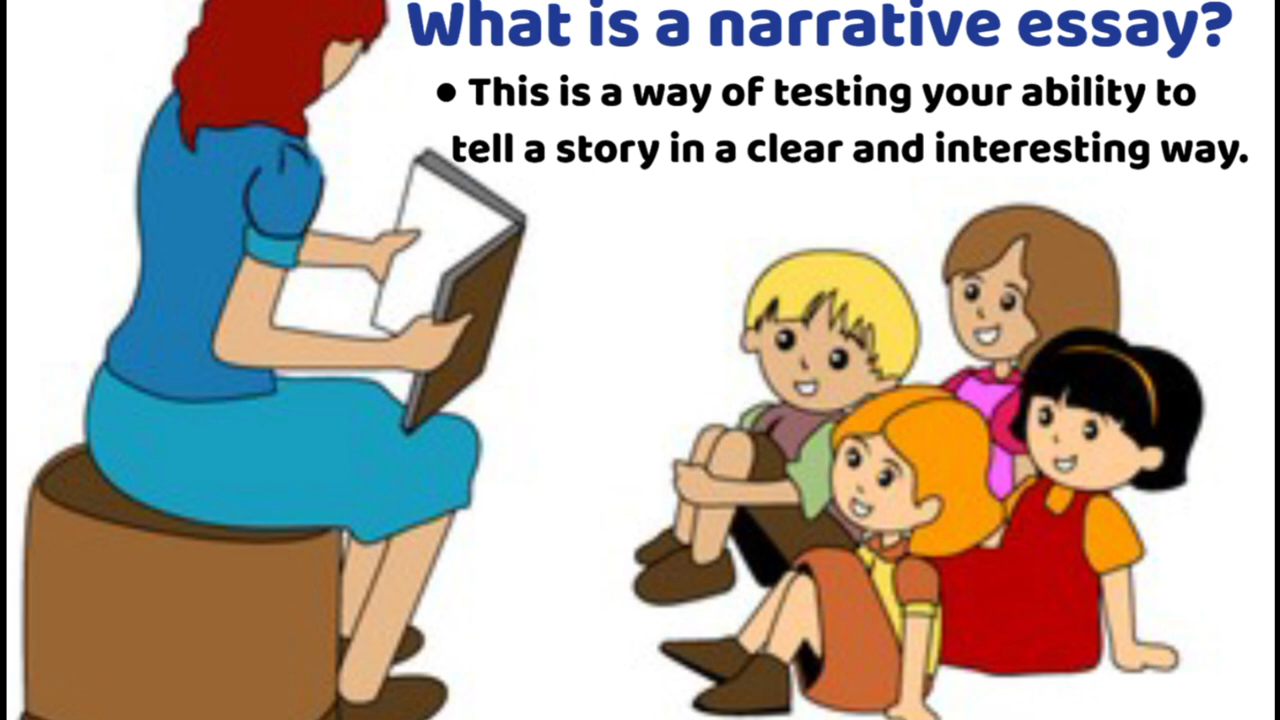 What is a narrative essay?
• This is a way of testing your ability to
tell a story in a clear and interesting way.